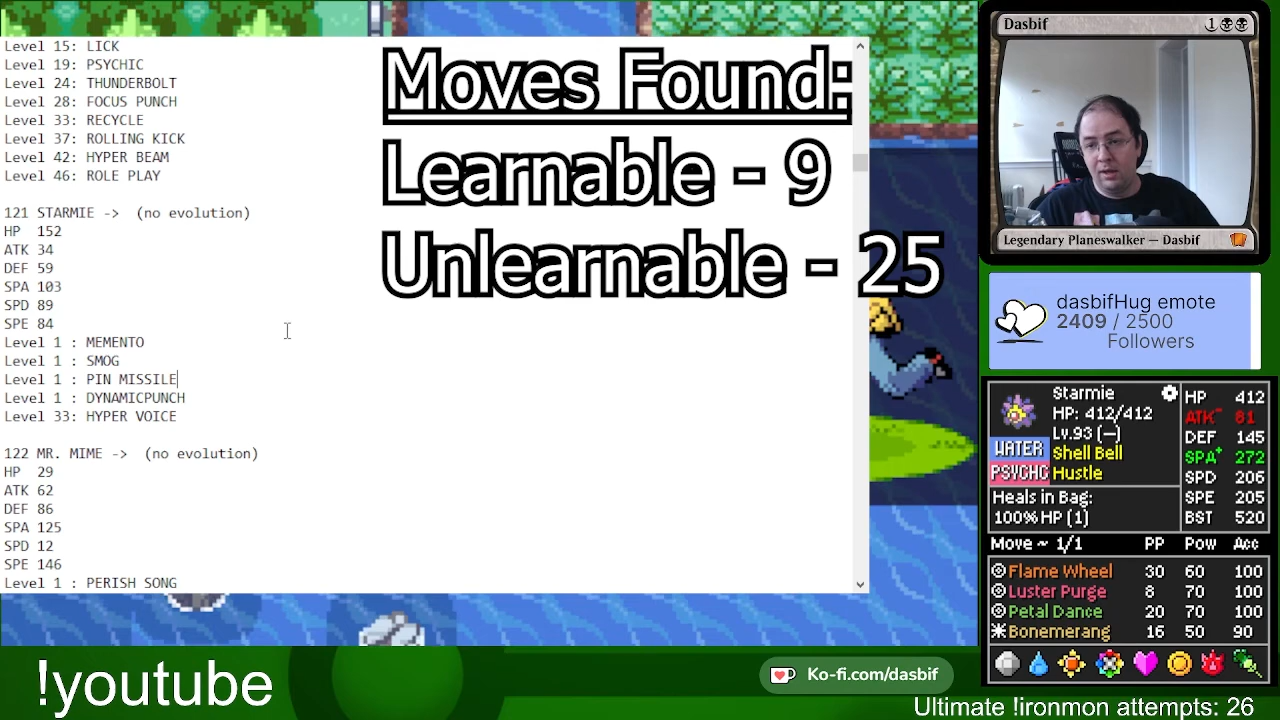 Level 15: LICK
Level 19: PSYCHIC
Level 24: THUNDERBOLT
Level 28: FOCUS PUNCH
Level 33: RECYCLE
Level 37: ROLLING KICK
Level 42: HYPER BEAM
Level 46: ROLE PLAY
121 STARMIE -> (no evolution)
HP 152
ATK 34
DEF 59
SPA 103
SPD 89
SPE 84
Level 1 : MEMENTO
Level 1 : SMOG
Level 1 : PIN MISSILE
Level 1 : DYNAMICPUNCH
Level 33: HYPER VOICE
122 MR. MIME -> (no evolution)
HP 29
ATK 62
DEF 86
SPA 125
SPD 12
SPE 146
Level 1 : PERISH SONG
Moves Found:
Learnable - 9
Unlearnable - 25
Dasbif 1
Legendary Planeswalker — Dasbif
dasbifHug emote
2409 / 2500
Followers
Starmie
HP: 412/412
Lv.93 (—)
Shell Bell
Hustle
WATER
PSYCHC
HP 412
ATK 81
DEF 145
SPA 272
SPD 206
SPE 205
BST 520
Heals in Bag:
100% HP (1)
Move ~ 1/1 PP Pow Acc
Flame Wheel 30 60 100
Luster Purge 8 70 100
Petal Dance 20 70 100
Bonemerang 16 50 90
!youtube
Ko-fi.com/dasbif
Ultimate !ironmon attempts: 26